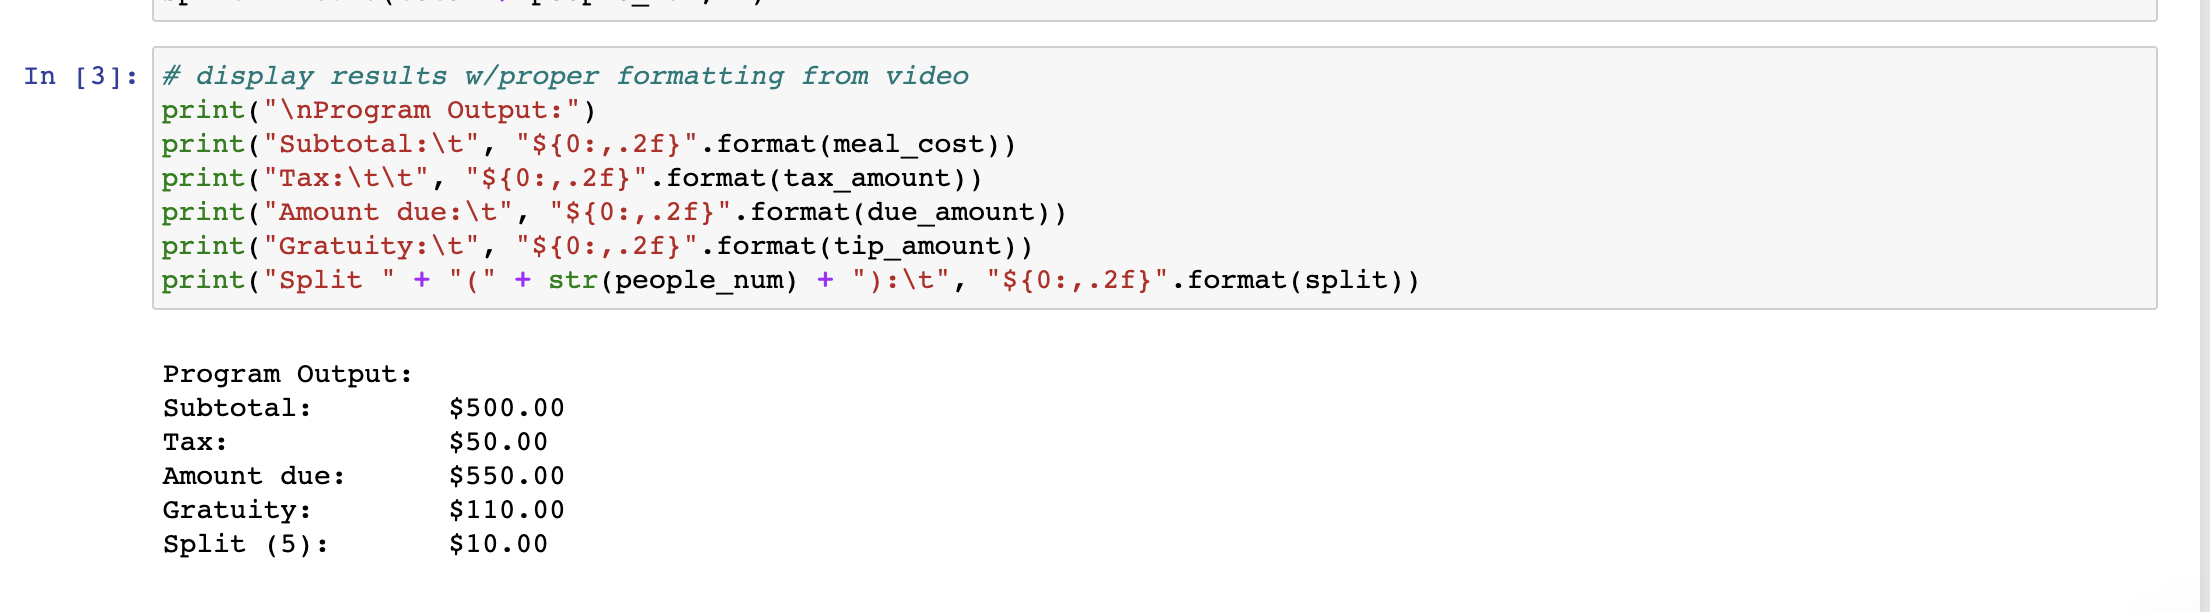 In [3]: # display results w/proper formatting from video
print("\nProgram Output:")
print("Subtotal:\t", "${0:,.2f}".format(meal_cost))
print("Tax:\t\t", "${0:,.2f}".format(tax_amount))
print("Amount due:\t", "${0:,.2f}".format(due_amount))
print("Gratuity:\t", "${0:,.2f}".format(tip_amount))
print("Split " + "(" + str(people_num) + "):\t", "${0:,.2f}".format(split))
Program Output:
Subtotal: $500.00
Tax: $50.00
Amount due: $550.00
Gratuity: $110.00
Split (5): $10.00